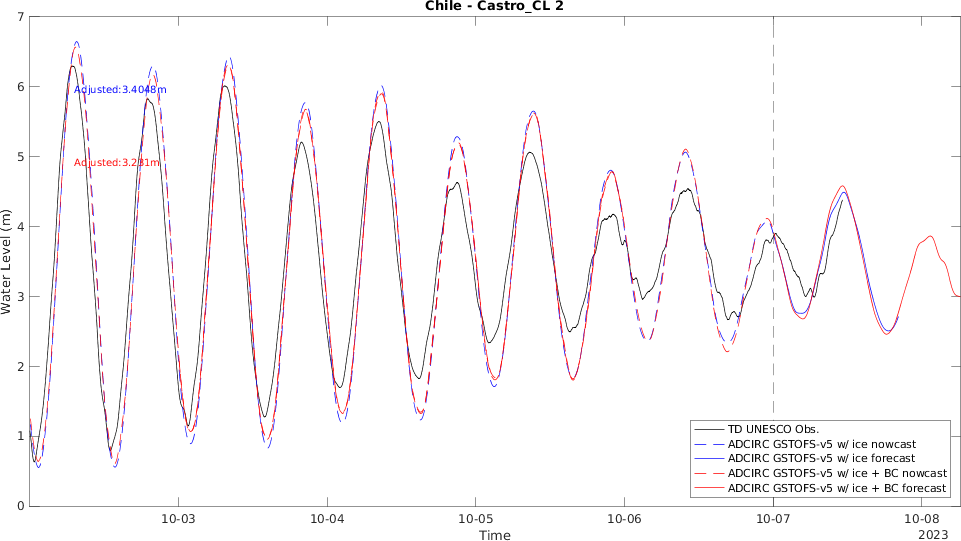 Chile - Castro_CL 2
7
6
5
4
3
2
1
0
Water Level (m)
Adjusted:3.4048m
Adjusted:3.231m
TD UNESCO Obs.
ADCIRC GSTOFS-v5 w/ ice nowcast
ADCIRC GSTOFS-v5 w/ ice forecast
ADCIRC GSTOFS-v5 w/ ice + BC nowcast
ADCIRC GSTOFS-v5 w/ ice + BC forecast
10-03 10-04 10-05 10-06 10-07 10-08
Time
2023